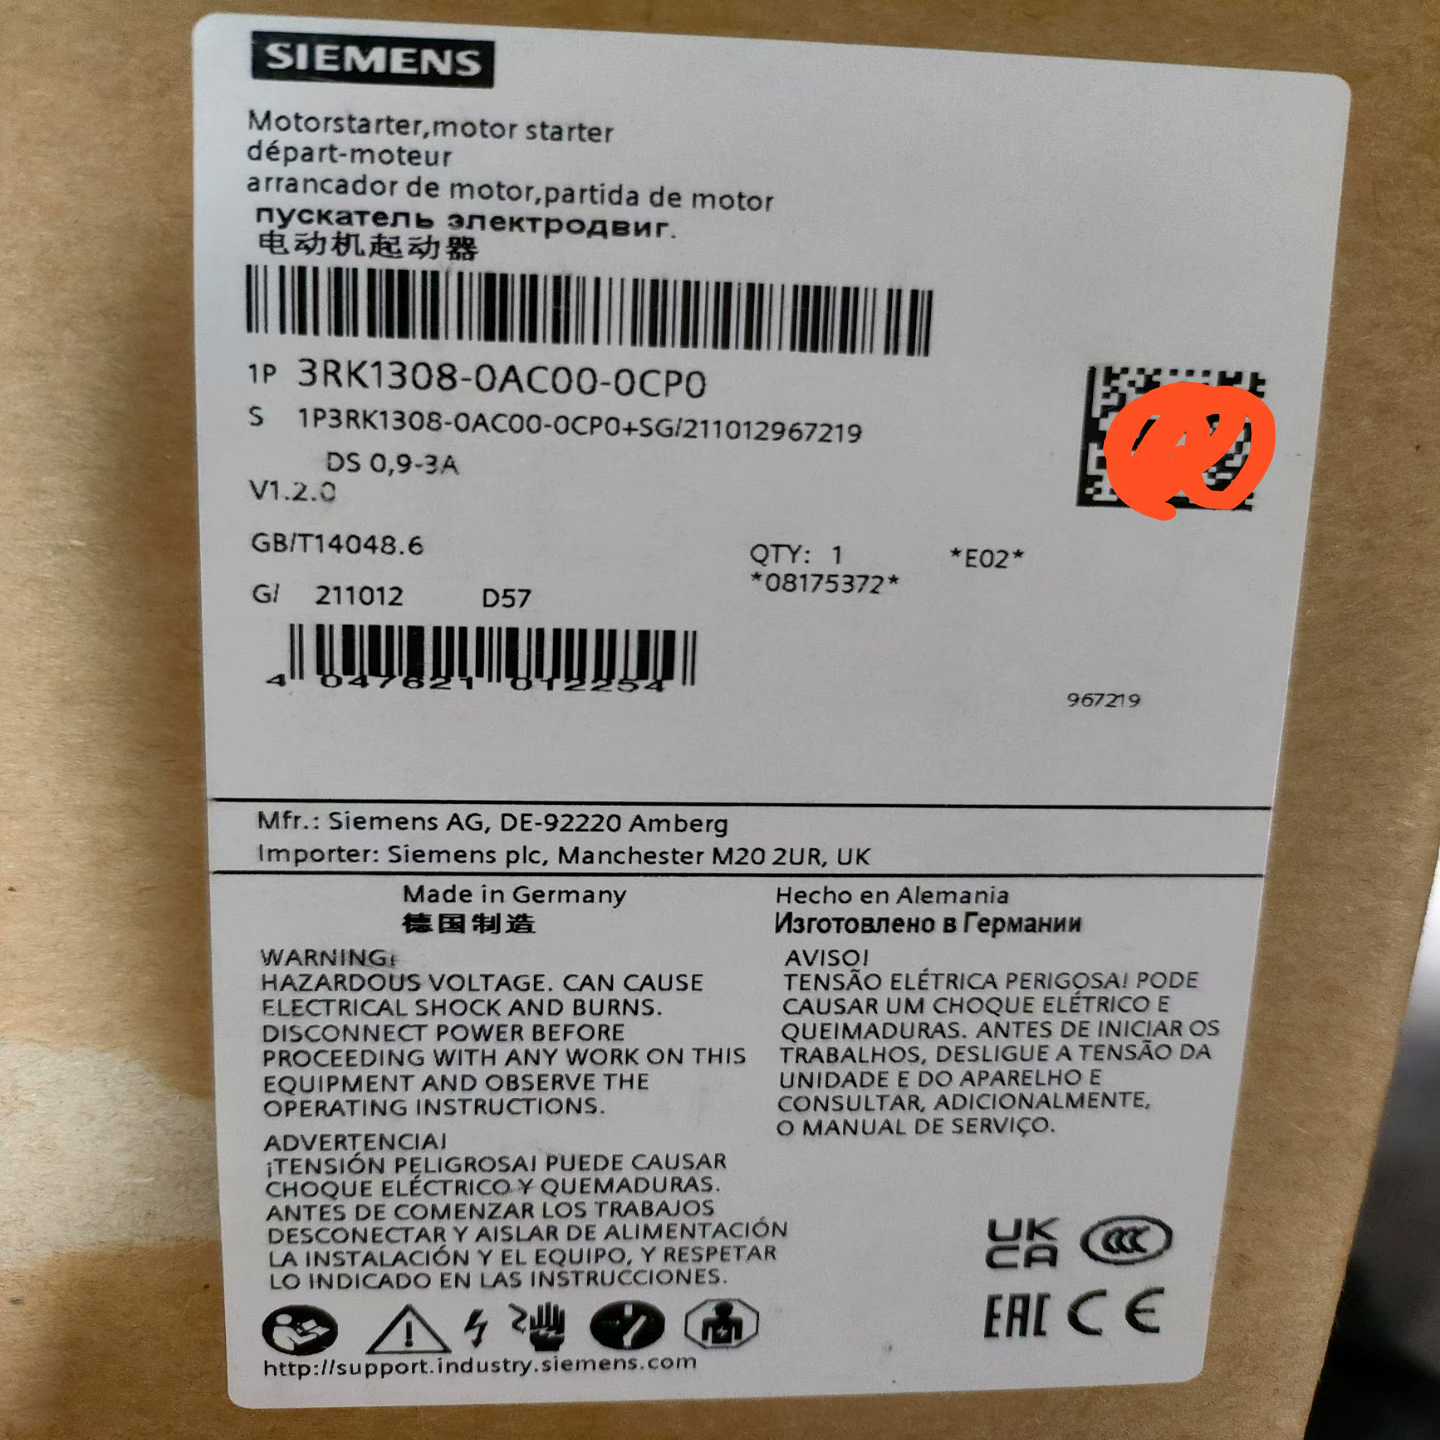 SIEMENS
Motorstarter,motor starter
départ-moteur
arrancador de motor,partida de motor
пускатель электродвиг.
电动机起动器
1P 3RK1308-0AC00-0CP0
S 1P3RK1308-0AC00-0CP0+SG/211012967219
DS 0,9-3A
V1.2.0
GB/T14048.6
QTY: 1 *E02*
*08175372*
G/ 211012 D57
4 047621 012254
967219
Mfr.: Siemens AG, DE-92220 Amberg
Importer: Siemens plc, Manchester M20 2UR, UK
Made in Germany
德国制造
Hecho en Alemania
Изготовлено в Германии
WARNING!
HAZARDOUS VOLTAGE. CAN CAUSE
ELECTRICAL SHOCK AND BURNS.
DISCONNECT POWER BEFORE
PROCEEDING WITH ANY WORK ON THIS
EQUIPMENT AND OBSERVE THE
OPERATING INSTRUCTIONS.
ADVERTENCIA!
¡TENSIÓN PELIGROSA! PUEDE CAUSAR
CHOQUE ELÉCTRICO Y QUEMADURAS.
ANTES DE COMENZAR LOS TRABAJOS
DESCONECTAR Y AISLAR DE ALIMENTACIÓN
LA INSTALACIÓN Y EL EQUIPO, Y RESPETAR
LO INDICADO EN LAS INSTRUCCIONES.
AVISO!
TENSÃO ELÉTRICA PERIGOSA! PODE
CAUSAR UM CHOQUE ELÉTRICO E
QUEIMADURAS. ANTES DE INICIAR OS
TRABALHOS, DESLIGUE A TENSÃO DA
UNIDADE E DO APARELHO E
CONSULTAR, ADICIONALMENTE,
O MANUAL DE SERVIÇO.
UK
CA
CCC
EAC CE
http://support.industry.siemens.com